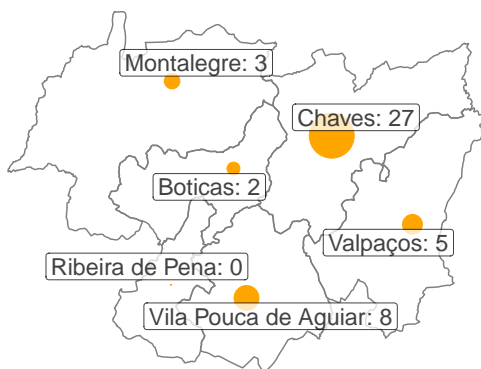 Montalegre: 3
Chaves: 27
Boticas: 2
Valpaços: 5
Ribeira de Pena: 0
Vila Pouca de Aguiar: 8